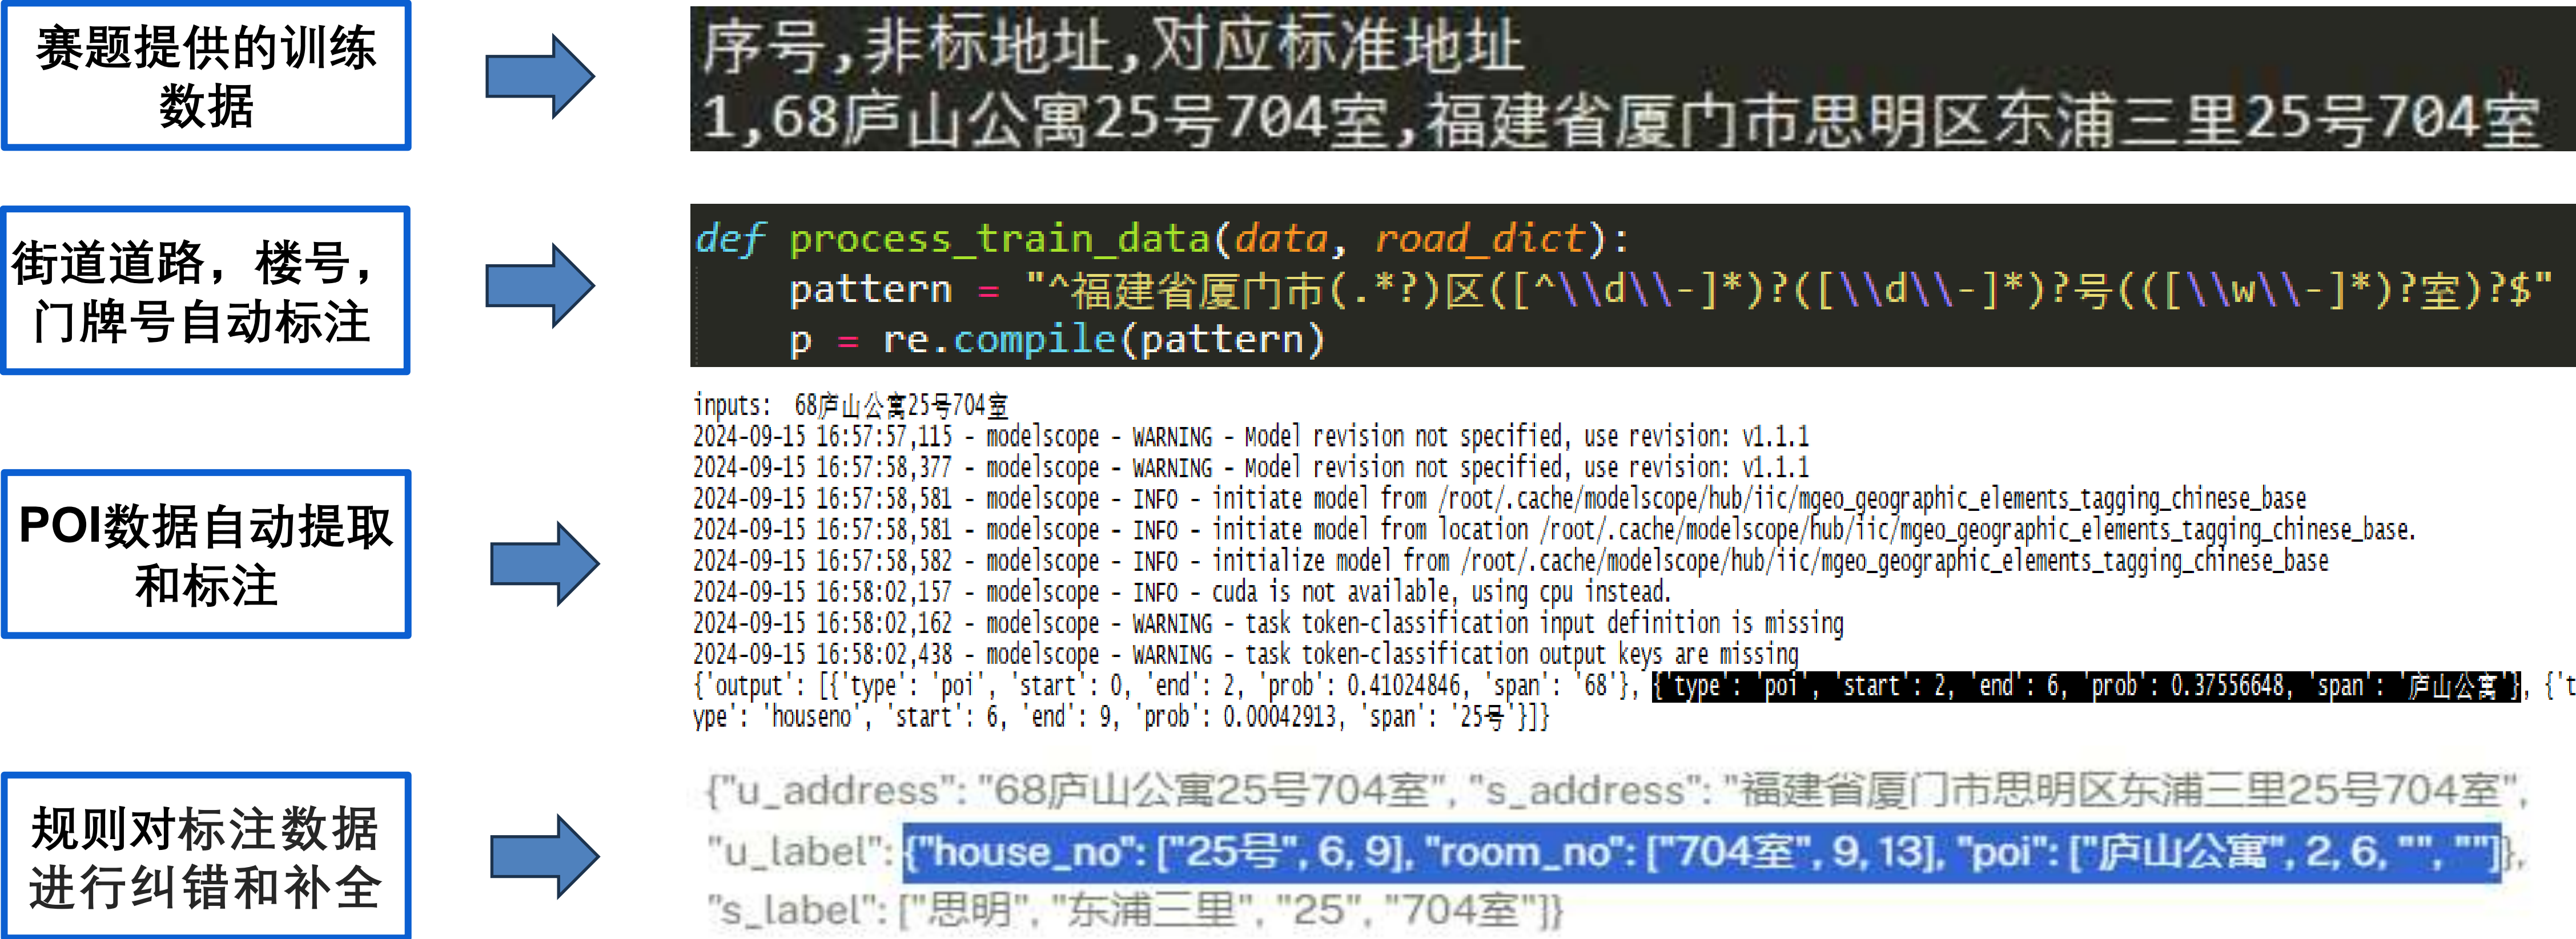 赛题提供的训练
数据
序号,非标地址,对应标准地址
1,68庐山公寓25号704室,福建省厦门市思明区东浦三里25号704室
街道道路，楼号，
门牌号自动标注
def process_train_data(data, road_dict):
pattern = "^福建省厦门市(.*?)区([^\\d\\-]*)?([\\d\\-]*)?号(([\\w\\-]*)?室)?$"
p = re.compile(pattern)
POI数据自动提取
和标注
inputs: 68庐山公寓25号704室
2024-09-15 16:57:57,115 - modelscope - WARNING - Model revision not specified, use revision: v1.1.1
2024-09-15 16:57:58,377 - modelscope - WARNING - Model revision not specified, use revision: v1.1.1
2024-09-15 16:57:58,581 - modelscope - INFO - initiate model from /root/.cache/modelscope/hub/iic/mgeo_geographic_elements_tagging_chinese_base
2024-09-15 16:57:58,581 - modelscope - INFO - initiate model from location /root/.cache/modelscope/hub/iic/mgeo_geographic_elements_tagging_chinese_base.
2024-09-15 16:57:58,582 - modelscope - INFO - initialize model from /root/.cache/modelscope/hub/iic/mgeo_geographic_elements_tagging_chinese_base
2024-09-15 16:58:02,157 - modelscope - INFO - cuda is not available, using cpu instead.
2024-09-15 16:58:02,162 - modelscope - WARNING - task token-classification input definition is missing
2024-09-15 16:58:02,438 - modelscope - WARNING - task token-classification output keys are missing
{'output': [{'type': 'poi', 'start': 0, 'end': 2, 'prob': 0.41024846, 'span': '68'}, {'type': 'poi', 'start': 2, 'end': 6, 'prob': 0.37556648, 'span': '庐山公寓'}, {'t
ype': 'houseno', 'start': 6, 'end': 9, 'prob': 0.00042913, 'span': '25号'}]}
规则对标注数据
进行纠错和补全
{"u_address": "68庐山公寓25号704室", "s_address": "福建省厦门市思明区东浦三里25号704室",
"u_label": {"house_no": ["25号", 6, 9], "room_no": ["704室", 9, 13], "poi": ["庐山公寓", 2, 6, "", ""]},
"s_label": ["思明", "东浦三里", "25", "704室"]}